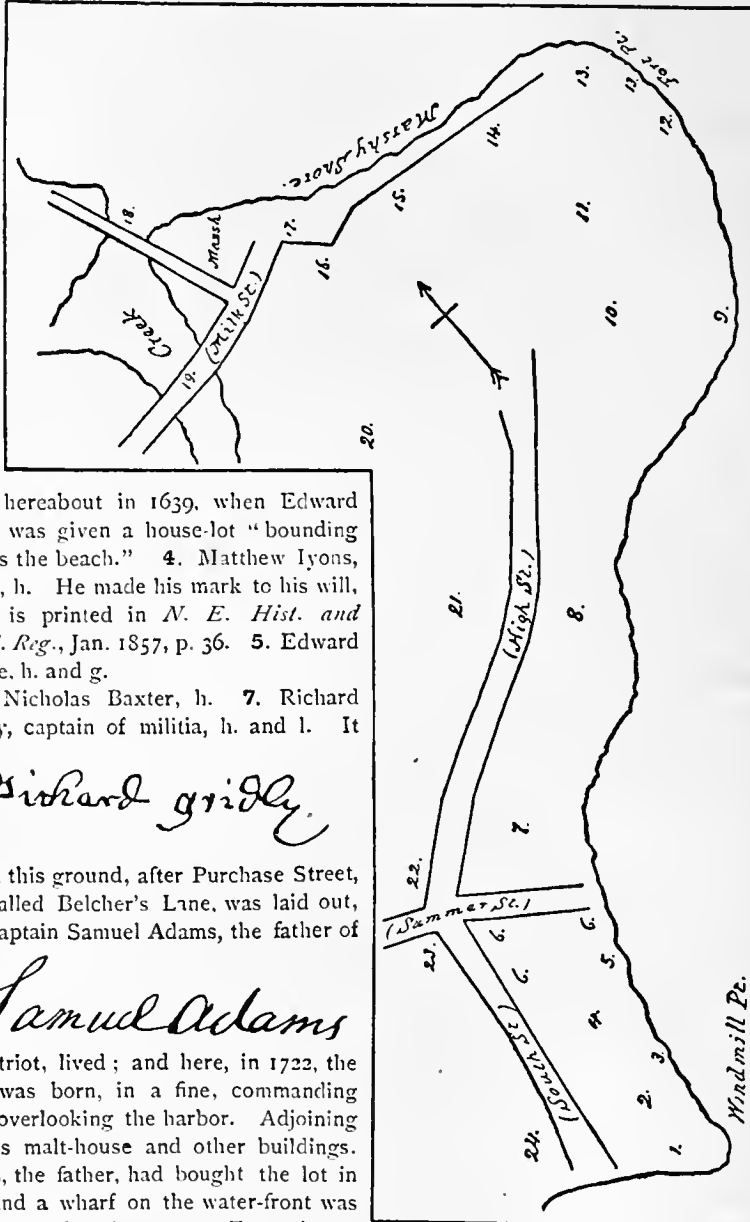 Fort Pt.
13.
13.
12.
14.
Marshy Shore.
15.
11.
18.
Marsh
17.
16.
Creek
19.
(Milk St.)
10.
9.
20.
hereabout in 1639, when Edward
was given a house-lot "bounding
s the beach." 4. Matthew Iyons,
, h. He made his mark to his will,
is printed in N. E. Hist. and
. Reg., Jan. 1857, p. 36. 5. Edward
e, h. and g.
Nicholas Baxter, h. 7. Richard
y, captain of militia, h. and l. It
Richard gridly.
this ground, after Purchase Street,
alled Belcher's Lane, was laid out,
aptain Samuel Adams, the father of
Samuel Adams
triot, lived; and here, in 1722, the
was born, in a fine, commanding
overlooking the harbor. Adjoining
s malt-house and other buildings.
, the father, had bought the lot in
nd a wharf on the water-front was
21.
(High St.)
8.
22.
7.
(Summer St.)
23.
6.
6.
6.
5.
(South St.)
4.
3.
24.
2.
1.
Windmill Pt.